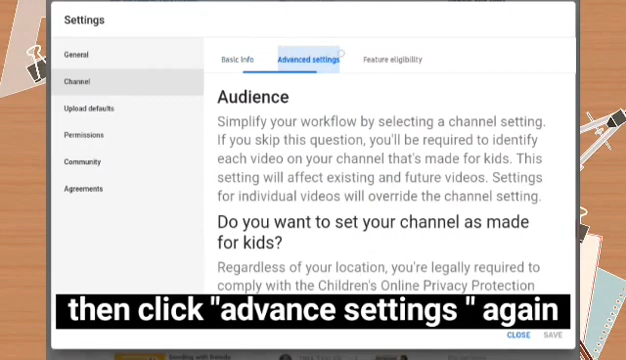 Settings
General
Channel
Upload defaults
Permissions
Community
Agreements
Basic info
Advanced settings
Feature eligibility
Audience
Simplify your workflow by selecting a channel setting.
If you skip this question, you'll be required to identify
each video on your channel that's made for kids. This
setting will affect existing and future videos. Settings
for individual videos will override the channel setting.
Do you want to set your channel as made
for kids?
Regardless of your location, you're legally required to
comply with the Children's Online Privacy Protection
then click "advance settings " again
CLOSE
SAVE